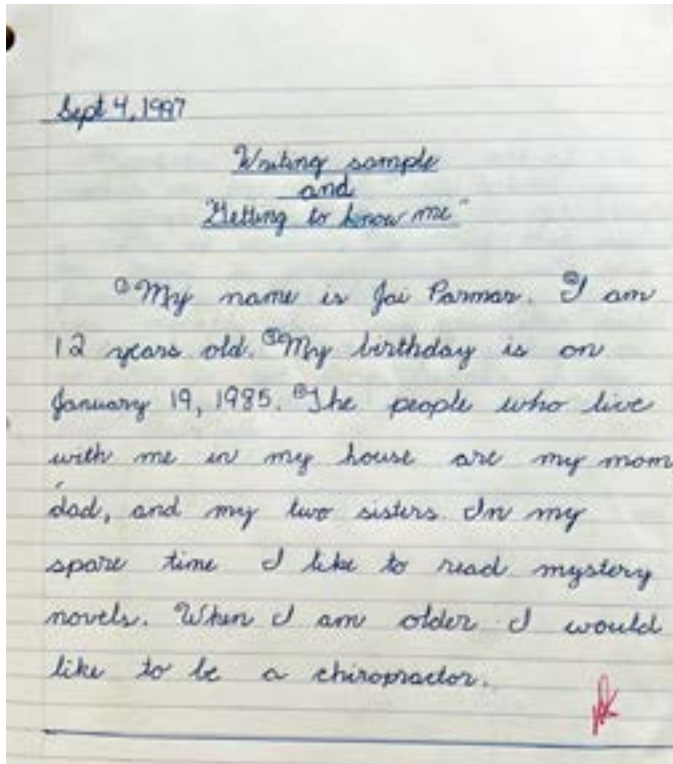 Sept 4, 1997
Writing sample
and
"Getting to know me"
①My name is Jai Parmar. ②I am
12 years old. ③My birthday is on
January 19, 1985. ④The people who live
with me in my house are my mom
, dad, and my two sisters. In my
spare time I like to read mystery
novels. When I am older I would
like to be a chiropractor.